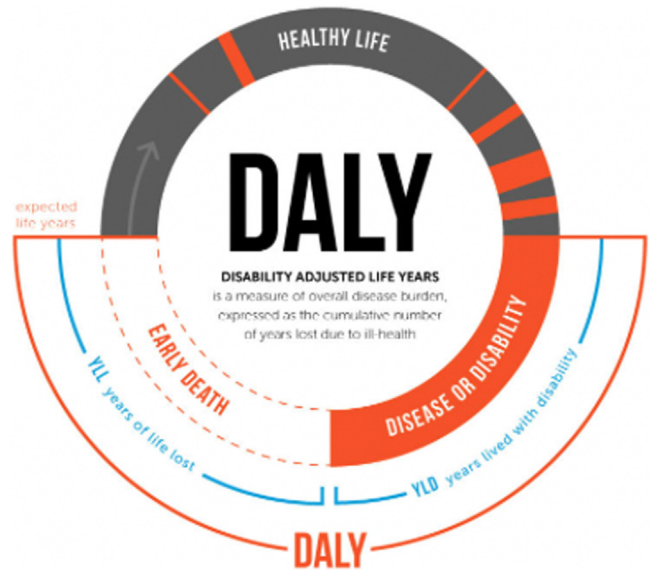 HEALTHY LIFE
DALY
expected
life years
DISABILITY ADJUSTED LIFE YEARS
is a measure of overall disease burden,
expressed as the cumulative number
of years lost due to ill-health
EARLY DEATH
DISEASE OR DISABILITY
YLL years of life lost
YLD years lived with disability
DALY